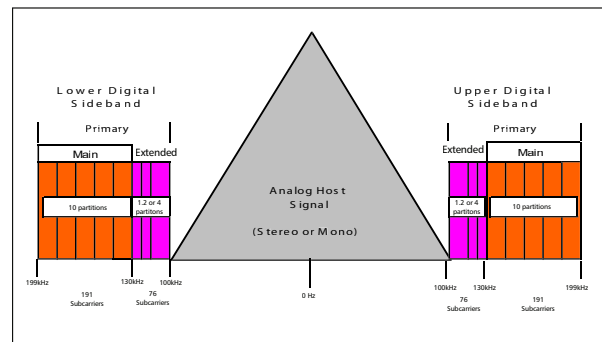 Lower Digital
Sideband
Primary
Main
Extended
10 partitions
1.2 or 4
partitons
199kHz
130kHz
100kHz
191
Subcarriers
76
Subcarriers
Analog Host
Signal
(Stereo or Mono)
0 Hz
Upper Digital
Sideband
Primary
Extended
Main
1.2 or 4
partitions
10 partitions
100kHz
130kHz
199kHz
76
Subcarriers
191
Subcarriers